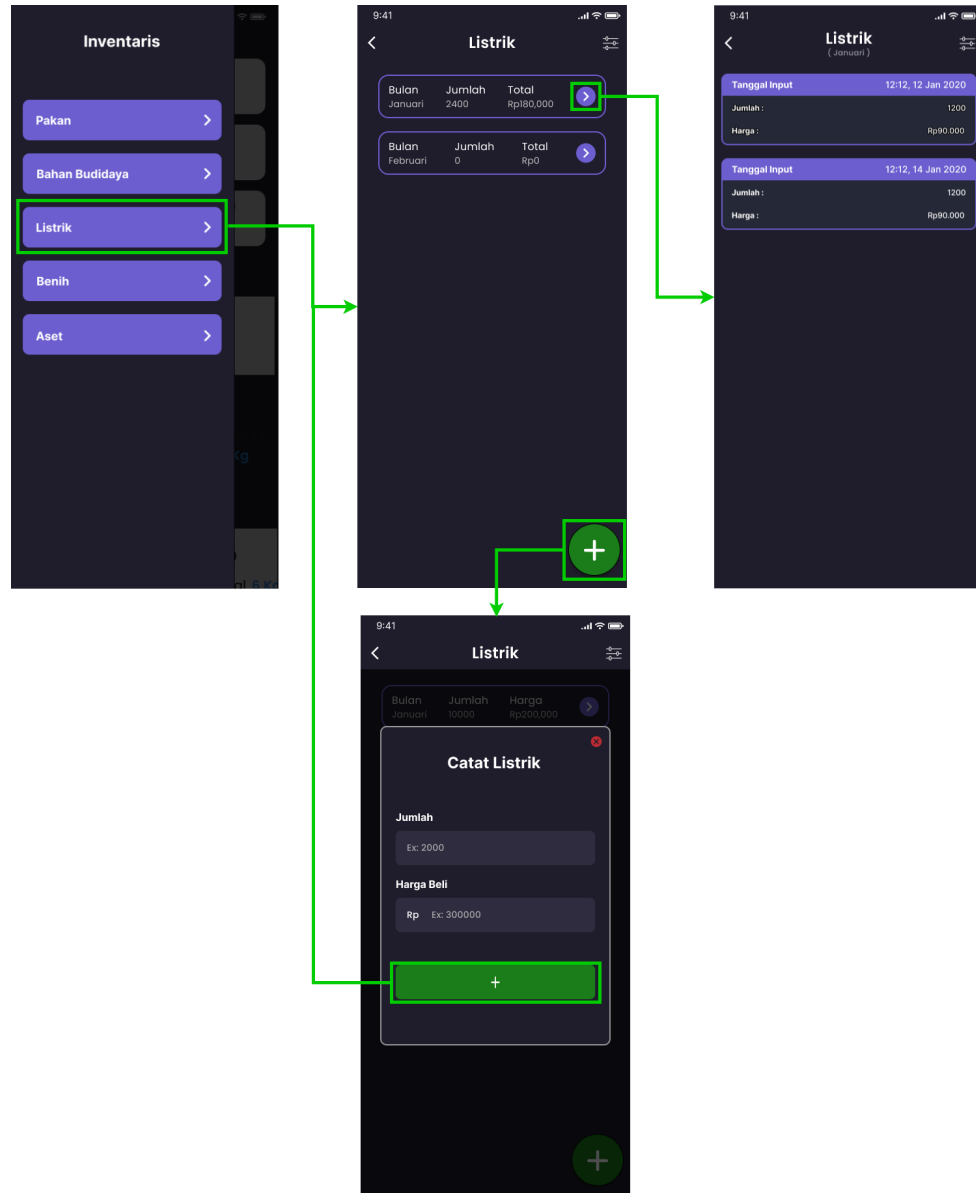 Inventaris
Pakan
Bahan Budidaya
Listrik
Benih
Aset
Kg
6 Kg
9:41
Listrik
Bulan Jumlah Total
Januari 2400 Rp180,000
Bulan Jumlah Total
Februari 0 Rp0
9:41
Listrik
( Januari )
Tanggal Input 12:12, 12 Jan 2020
Jumlah : 1200
Harga : Rp90.000
Tanggal Input 12:12, 14 Jan 2020
Jumlah : 1200
Harga : Rp90.000
9:41
Listrik
Bulan Jumlah Harga
Januari 10000 Rp200,000
Catat Listrik
Jumlah
Ex: 2000
Harga Beli
Rp Ex: 300000
+